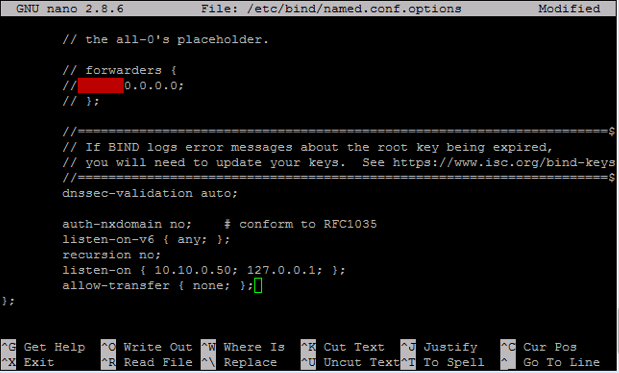 GNU nano 2.8.6 File: /etc/bind/named.conf.options Modified
// the all-0's placeholder.
// forwarders {
// 0.0.0.0;
// };
//===================================================================$
// If BIND logs error messages about the root key being expired,
// you will need to update your keys. See https://www.isc.org/bind-keys
//===================================================================$
dnssec-validation auto;
auth-nxdomain no; # conform to RFC1035
listen-on-v6 { any; };
recursion no;
listen-on { 10.10.0.50; 127.0.0.1; };
allow-transfer { none; };
};
^G Get Help ^O Write Out ^W Where Is ^K Cut Text ^J Justify ^C Cur Pos
^X Exit ^R Read File ^\ Replace ^U Uncut Text ^T To Spell ^_ Go To Line